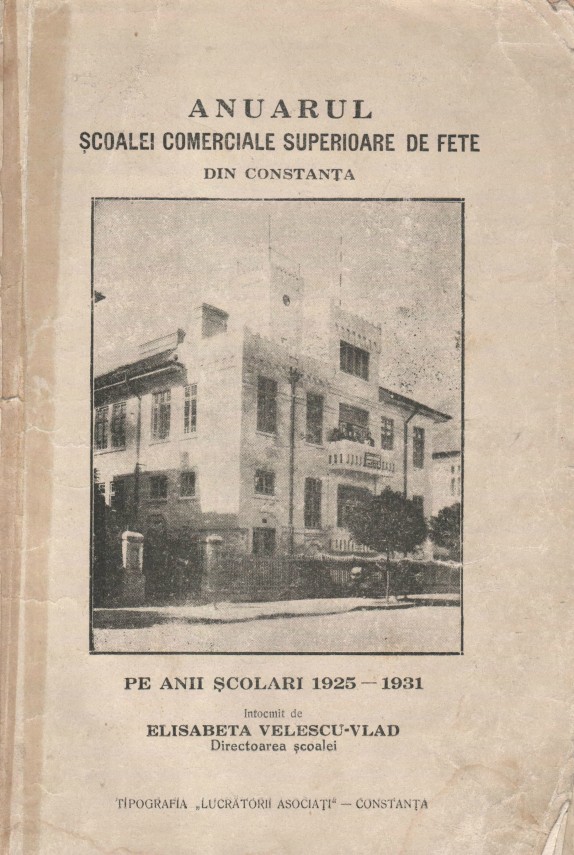 ANUARUL
ȘCOALEI COMERCIALE SUPERIOARE DE FETE
DIN CONSTANȚA
PE ANII ȘCOLARI 1925—1931
Intocmit de
ELISABETA VELESCU-VLAD
Directoarea școalei
TIPOGRAFIA „LUCRĂTORII ASOCIAȚI" — CONSTANȚA